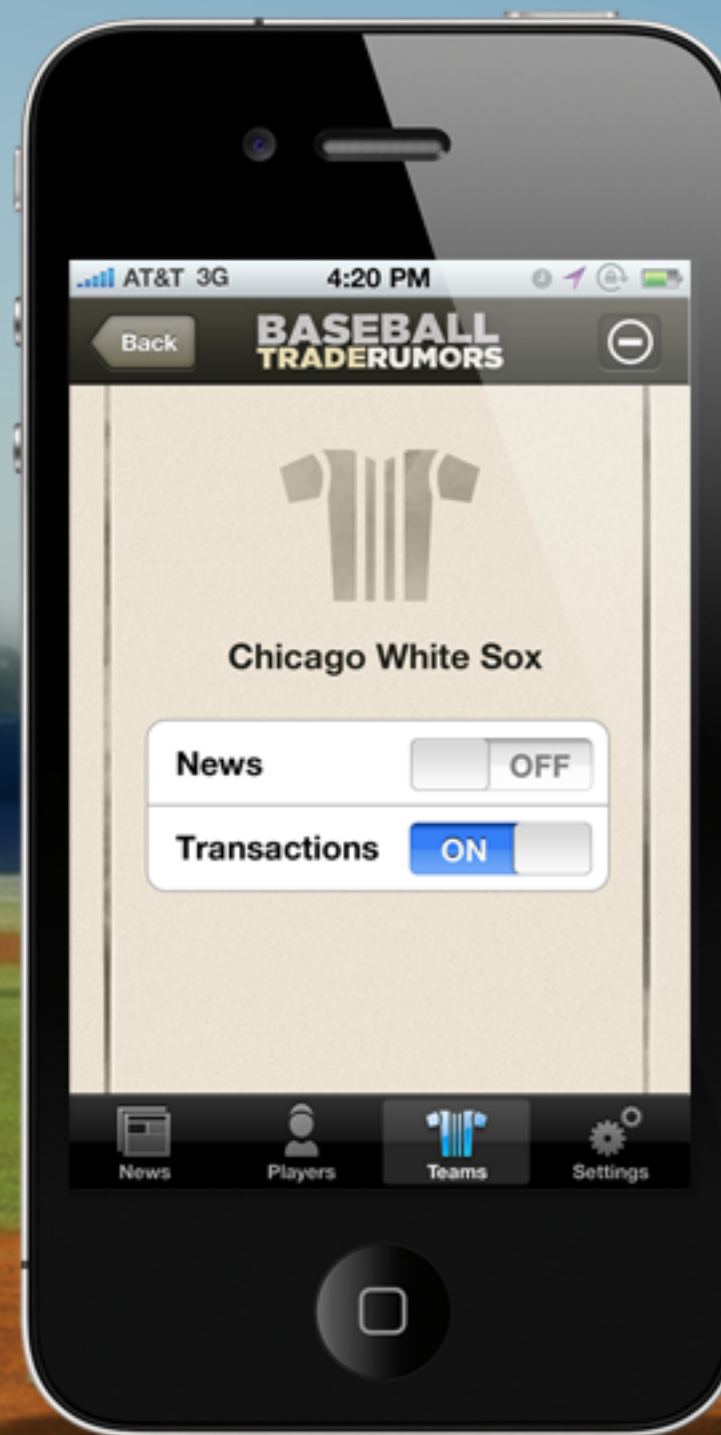 AT&T 3G 4:20 PM
Back
BASEBALL
TRADERUMORS
Chicago White Sox
News OFF
Transactions ON
News Players Teams Settings